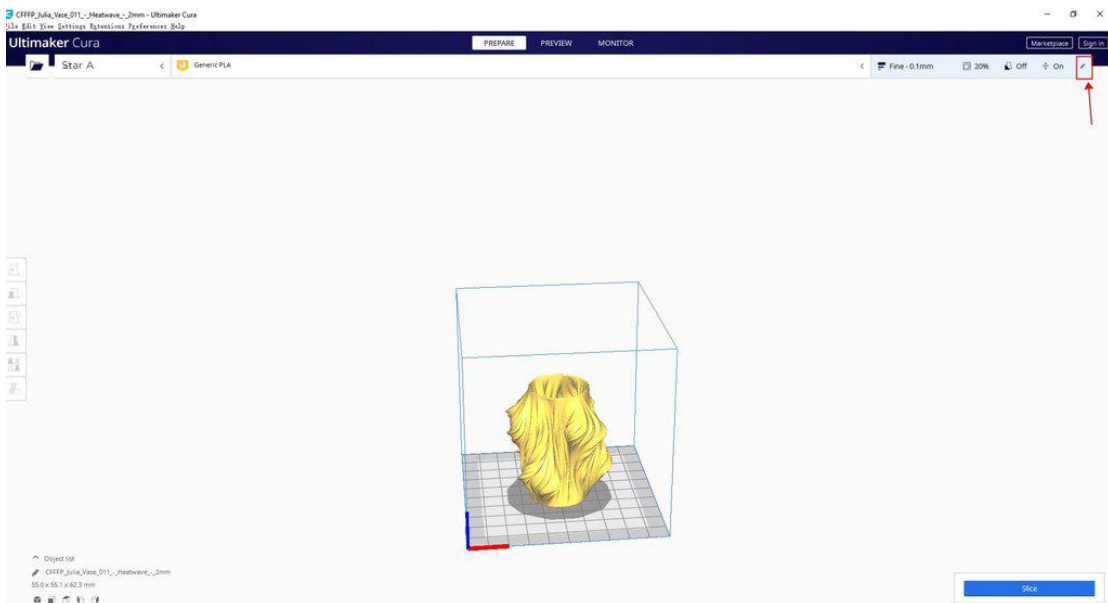 CFFFP_Julia_Vase_011_-_Heatwave_-_2mm - Ultimaker Cura
File Edit View Settings Extensions Preferences Help
Ultimaker Cura
PREPARE PREVIEW MONITOR
Marketplace Sign in
Star A
Generic PLA
Fine - 0.1mm 20% Off On
Object list
CFFFP_Julia_Vase_011_-_Heatwave_-_2mm
55.0 x 55.1 x 62.3 mm
Slice